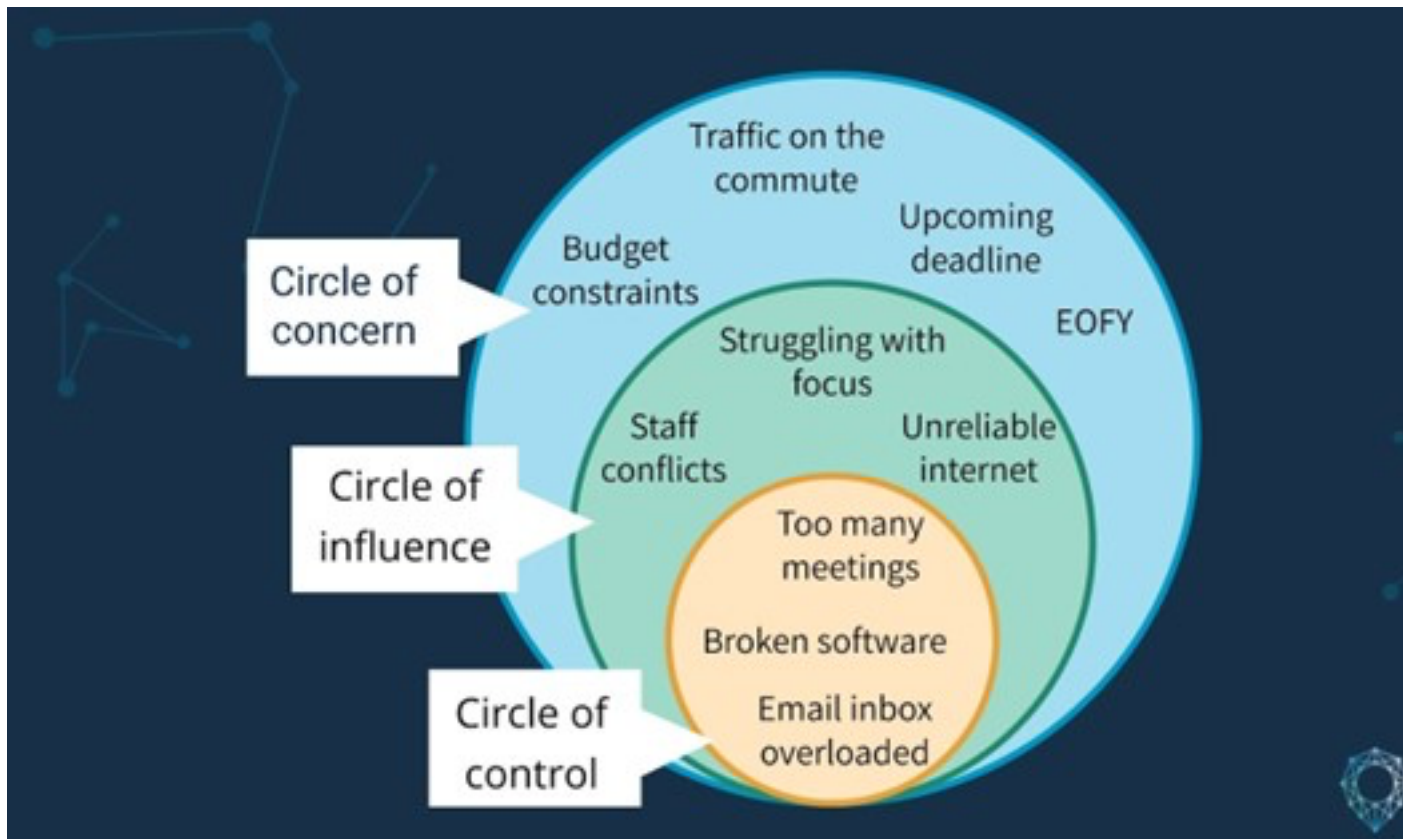 Traffic on the
commute
Upcoming
deadline
Budget
constraints
EOFY
Circle of
concern
Struggling with
focus
Staff
conflicts
Unreliable
internet
Circle of
influence
Too many
meetings
Broken software
Email inbox
overloaded
Circle of
control